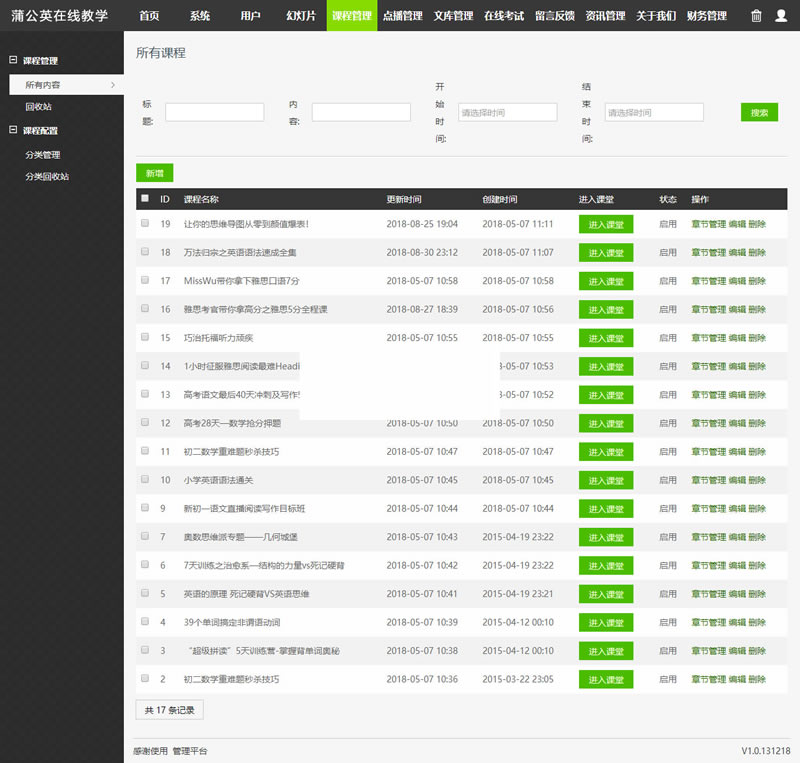 蒲公英在线教学 首页 系统 用户 幻灯片 课程管理 点播管理 文库管理 在线考试 留言反馈 资讯管理 关于我们 财务管理
课程管理
所有内容
回收站
课程配置
分类管理
分类回收站
所有课程
标题: 内容: 开始时间: 请选择时间 结束时间: 请选择时间 搜索
新增
ID 课程名称 更新时间 创建时间 进入课堂 状态 操作
19 让你的思维导图从零到颜值爆表! 2018-08-25 19:04 2018-05-07 11:11 进入课堂 启用 章节管理 编辑 删除
18 万法归宗之英语语法速成全集 2018-08-30 23:12 2018-05-07 11:07 进入课堂 启用 章节管理 编辑 删除
17 MissWu带你拿下雅思口语7分 2018-05-07 10:58 2018-05-07 10:58 进入课堂 启用 章节管理 编辑 删除
16 雅思考官带你拿高分之雅思5分全程课 2018-08-27 18:39 2018-05-07 10:56 进入课堂 启用 章节管理 编辑 删除
15 巧治托福听力顽疾 2018-05-07 10:55 2018-05-07 10:55 进入课堂 启用 章节管理 编辑 删除
14 1小时征服雅思阅读最难Headi 3-05-07 10:53 进入课堂 启用 章节管理 编辑 删除
13 高考语文最后40天冲刺及写作 3-05-07 10:52 进入课堂 启用 章节管理 编辑 删除
12 高考28天—数学抢分押题 2018-05-07 10:50 2018-05-07 10:50 进入课堂 启用 章节管理 编辑 删除
11 初二数学重难题秒杀技巧 2018-05-07 10:47 2018-05-07 10:47 进入课堂 启用 章节管理 编辑 删除
10 小学英语语法通关 2018-05-07 10:45 2018-05-07 10:45 进入课堂 启用 章节管理 编辑 删除
9 新初一语文直播阅读写作目标班 2018-05-07 10:44 2018-05-07 10:44 进入课堂 启用 章节管理 编辑 删除
7 奥数思维派专题——几何城堡 2018-05-07 10:43 2015-04-19 23:22 进入课堂 启用 章节管理 编辑 删除
6 7天训练之治愈系—结构的力量vs死记硬背 2018-05-07 10:42 2015-04-19 23:22 进入课堂 启用 章节管理 编辑 删除
5 英语的原理 死记硬背VS英语思维 2018-05-07 10:41 2015-04-19 23:21 进入课堂 启用 章节管理 编辑 删除
4 39个单词搞定非谓语动词 2018-05-07 10:39 2015-04-12 00:10 进入课堂 启用 章节管理 编辑 删除
3 “超级拼读”5天训练营-掌握背单词奥秘 2018-05-07 10:38 2015-04-12 00:10 进入课堂 启用 章节管理 编辑 删除
2 初二数学重难题秒杀技巧 2018-05-07 10:36 2015-03-22 23:05 进入课堂 启用 章节管理 编辑 删除
共 17 条记录
感谢使用 管理平台 V1.0.131218